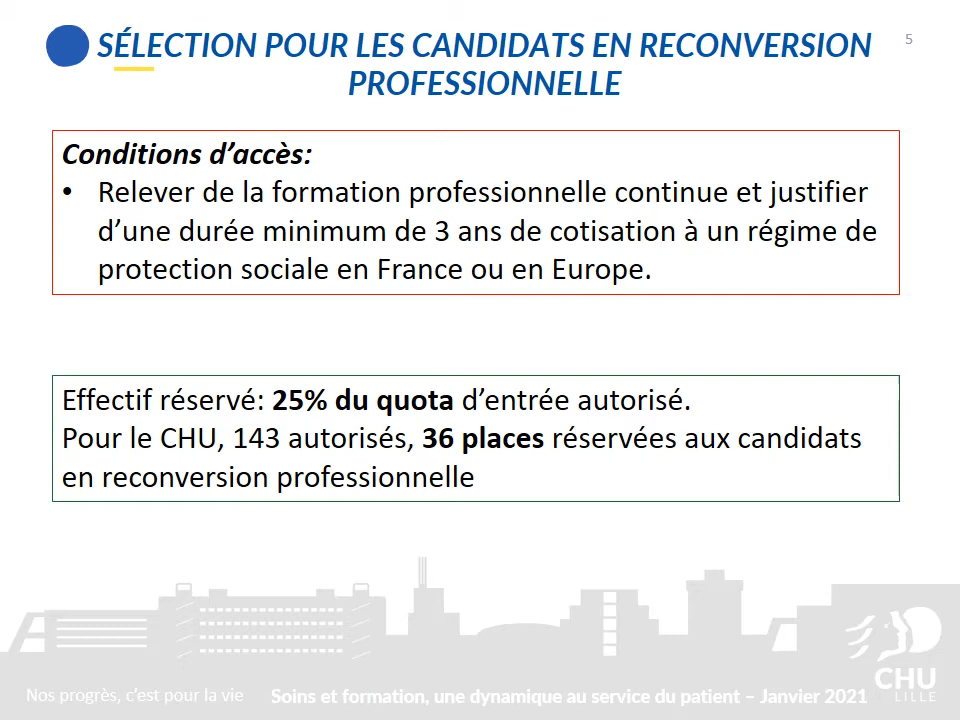 SÉLECTION POUR LES CANDIDATS EN RECONVERSION
PROFESSIONNELLE
5
Conditions d’accès:
• Relever de la formation professionnelle continue et justifier
d’une durée minimum de 3 ans de cotisation à un régime de
protection sociale en France ou en Europe.
Effectif réservé: 25% du quota d’entrée autorisé.
Pour le CHU, 143 autorisés, 36 places réservées aux candidats
en reconversion professionnelle
Nos progrès, c’est pour la vie
Soins et formation, une dynamique au service du patient – Janvier 2021
CHU
LILLE